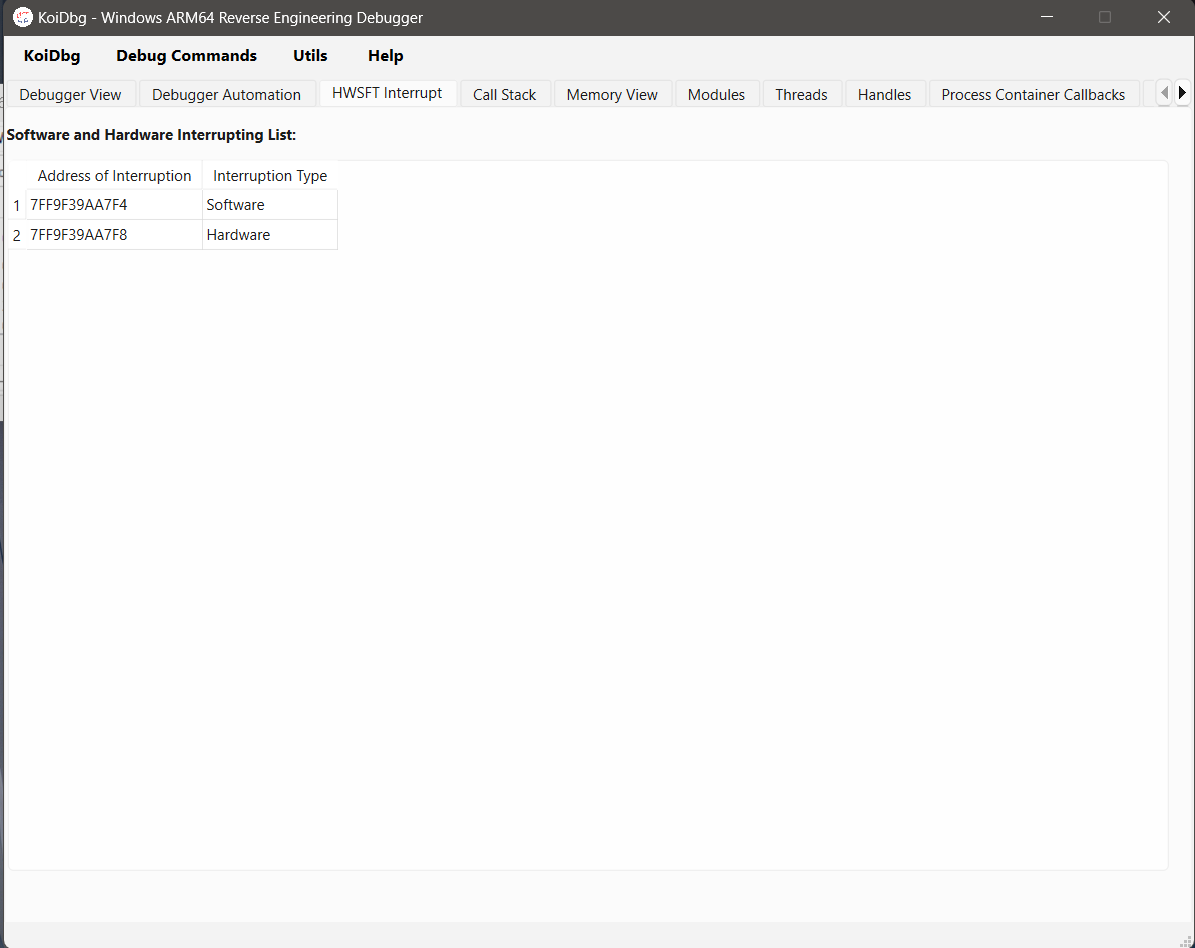 KoiDbg - Windows ARM64 Reverse Engineering Debugger
KoiDbg Debug Commands Utils Help
Debugger View Debugger Automation HWSFT Interrupt Call Stack Memory View Modules Threads Handles Process Container Callbacks
Software and Hardware Interrupting List:
Address of Interruption Interruption Type
1 7FF9F39AA7F4 Software
2 7FF9F39AA7F8 Hardware